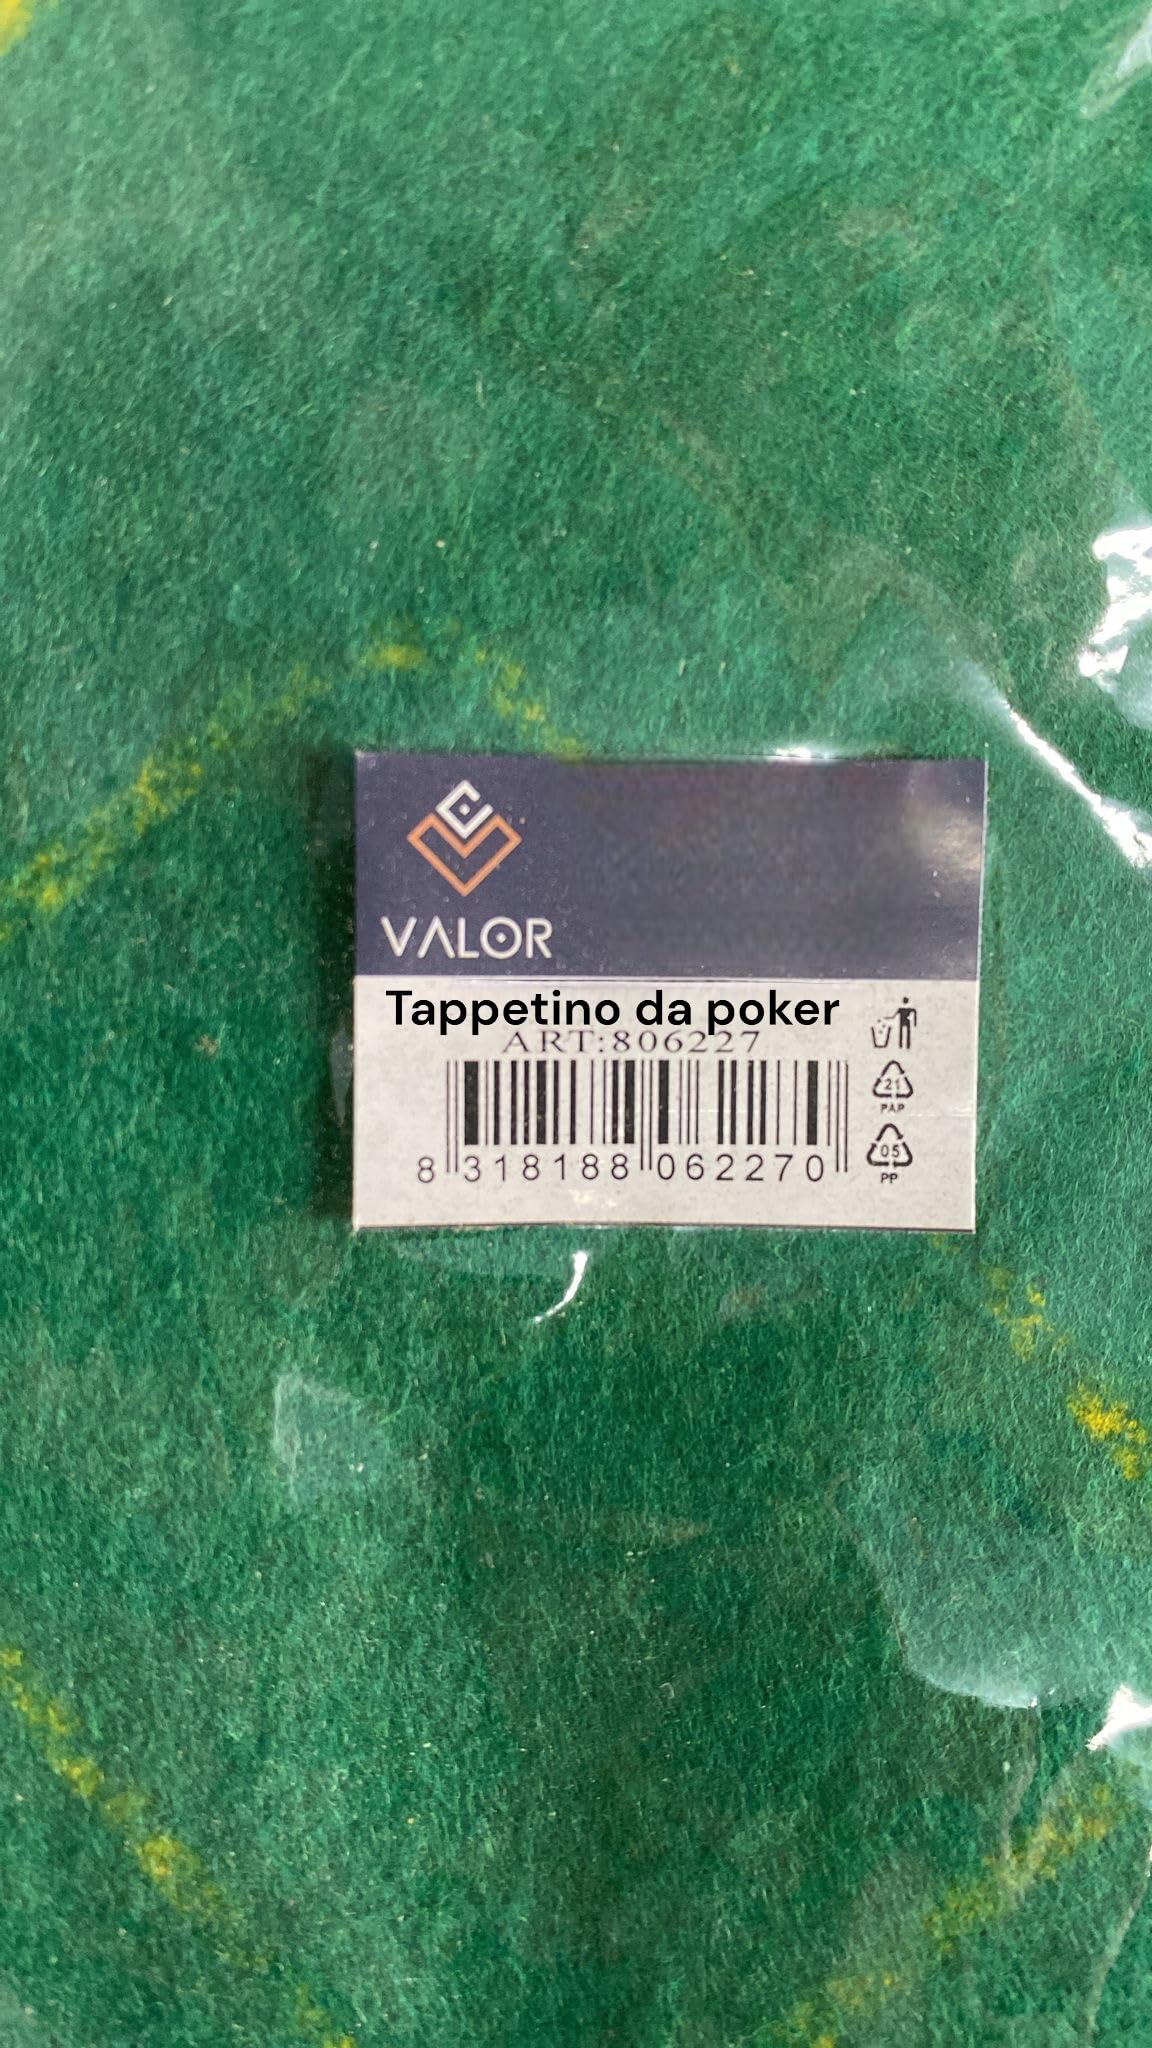 VALOR
Tappetino da poker
ART:806227
21
PAP
05
PP
8 318188 062270